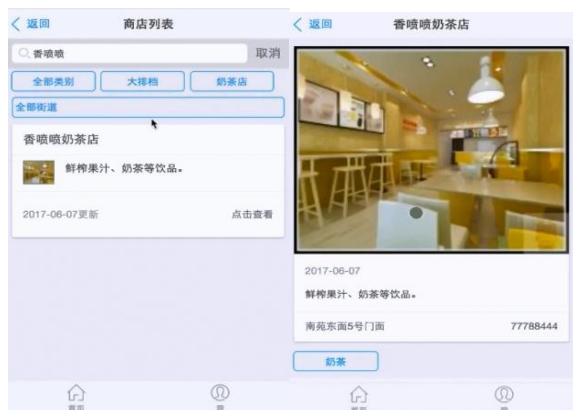 返回
商店列表
香喷喷
取消
全部类别
大排档
奶茶店
全部街道
香喷喷奶茶店
鲜榨果汁、奶茶等饮品。
2017-06-07更新
点击查看
返回
香喷喷奶茶店
2017-06-07
鲜榨果汁、奶茶等饮品。
南苑东面5号门面
77788444
奶茶